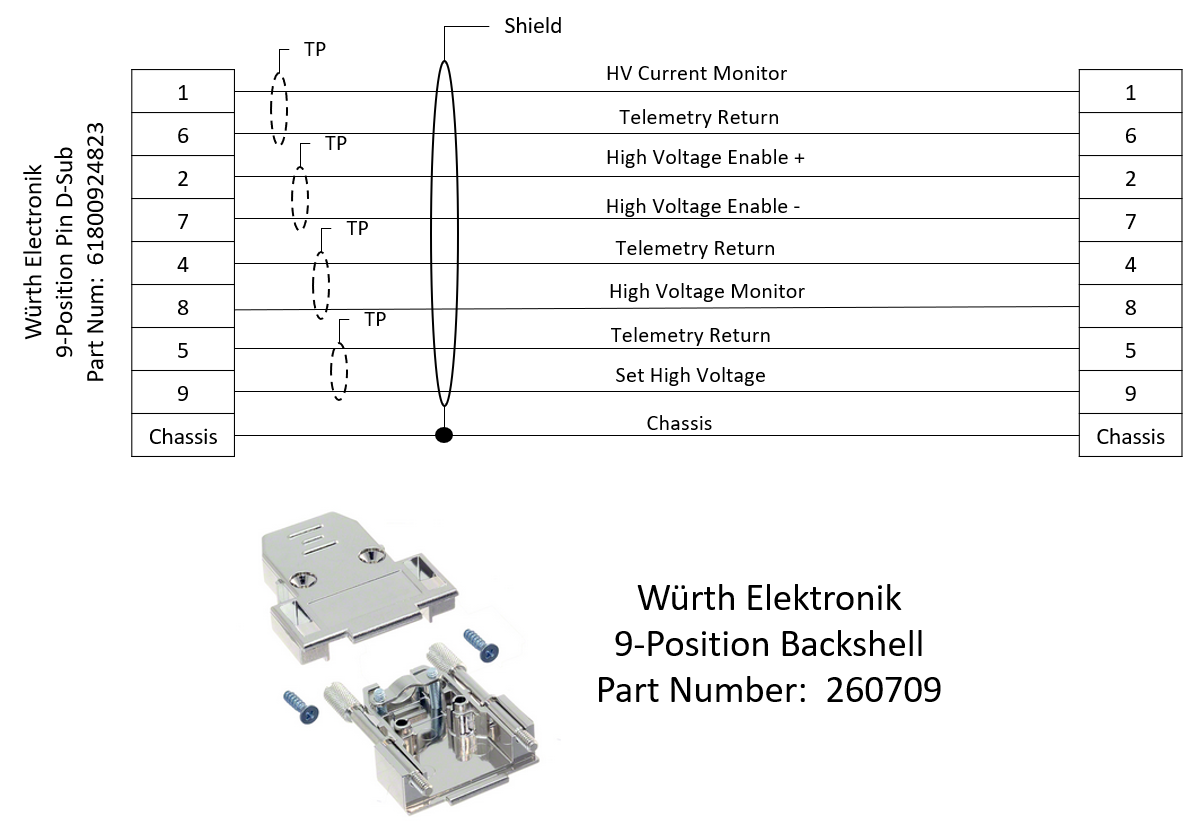 Shield
TP
HV Current Monitor
1
1
Telemetry Return
6
6
TP
High Voltage Enable +
2
2
High Voltage Enable -
7
7
TP
Telemetry Return
4
4
High Voltage Monitor
8
8
TP
Telemetry Return
5
5
Set High Voltage
9
9
Chassis
Chassis
Chassis
Würth Electronik
9-Position Pin D-Sub
Part Num: 61800924823
Würth Elektronik
9-Position Backshell
Part Number: 260709